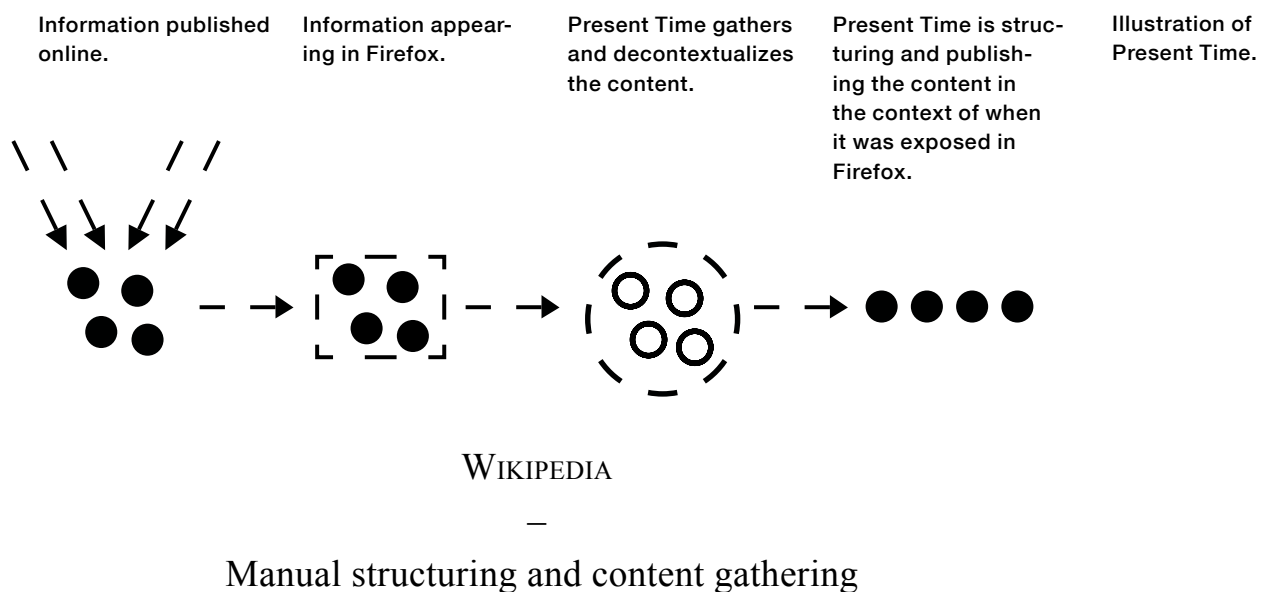 Information published
online.
Information appear-
ing in Firefox.
Present Time gathers
and decontextualizes
the content.
Present Time is struc-
turing and publish-
ing the content in
the context of when
it was exposed in
Firefox.
Illustration of
Present Time.
WIKIPEDIA
–
Manual structuring and content gathering